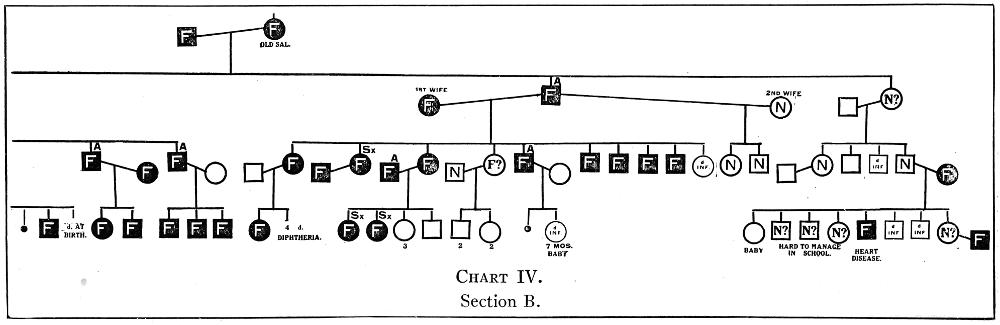 F F
OLD SAL.
1ST WIFE F A F 2ND WIFE N N?
A F F A F F Sx F F A F F N F? A F F F F F d INF N N N d INF N F
F d. AT BIRTH. F F F F F F 4 d. DIPHTHERIA. Sx F Sx F 3 2 2 d INF 7 MOS. BABY BABY N? N? HARD TO MANAGE IN SCHOOL. N? F HEART DISEASE. d INF d INF N? F
CHART IV.
Section B.